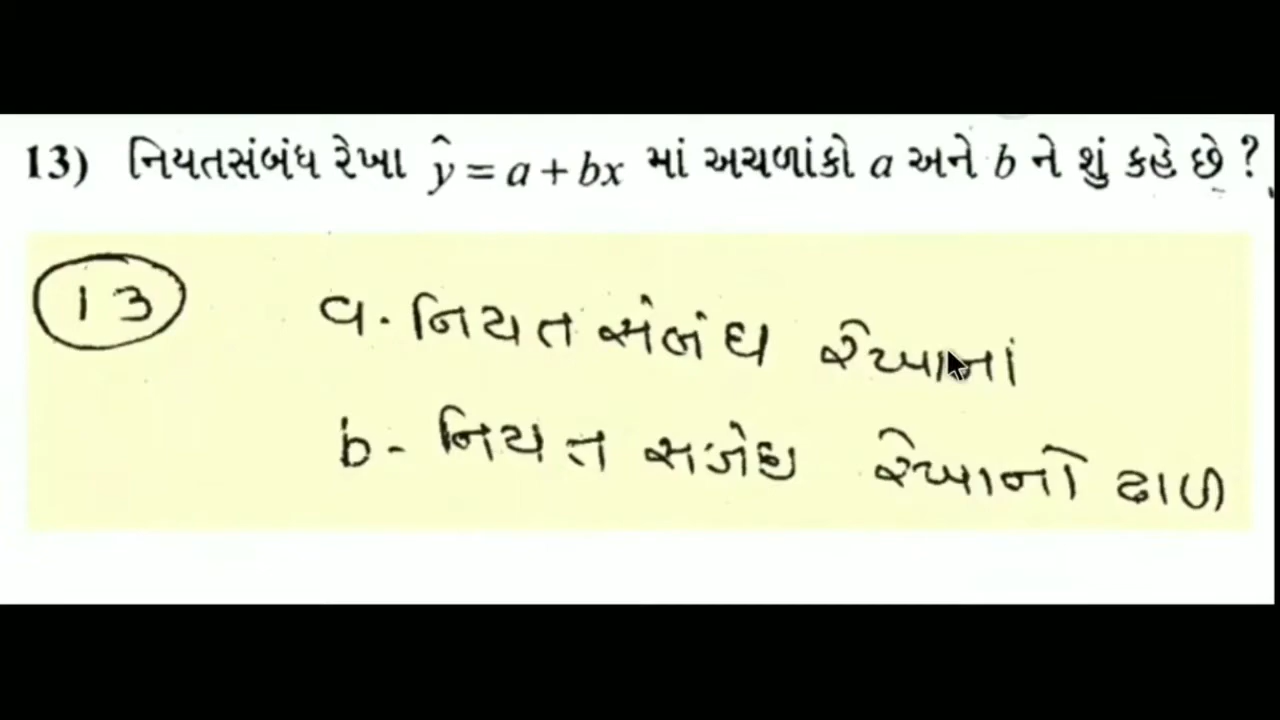 13) નિયતસંબંધ રેખા ŷ = a + bx માં અચળાંકો a અને b ને શું કહે છે ?
13
a. નિયત સંબંધ રેખાનાં
b - નિયત સંબંધ રેખાનો ઢાળ